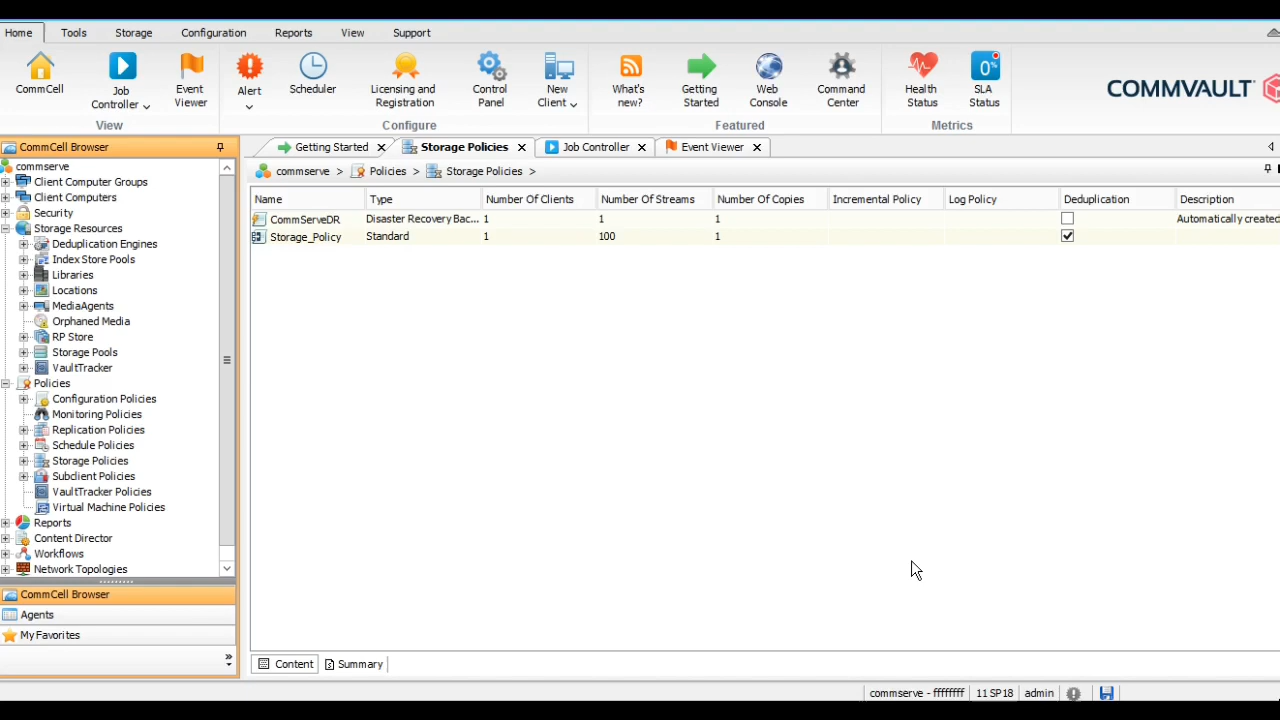 Home Tools Storage Configuration Reports View Support
CommCell
Job Controller
Event Viewer
Alert
Scheduler
Licensing and Registration
Control Panel
New Client
What's new?
Getting Started
Web Console
Command Center
Health Status
0% SLA Status
COMMVAULT
View Configure Featured Metrics
CommCell Browser
Getting Started Storage Policies Job Controller Event Viewer
commserve > Policies > Storage Policies >
commserve
Client Computer Groups
Client Computers
Security
Storage Resources
Deduplication Engines
Index Store Pools
Libraries
Locations
MediaAgents
Orphaned Media
RP Store
Storage Pools
VaultTracker
Policies
Configuration Policies
Monitoring Policies
Replication Policies
Schedule Policies
Storage Policies
Subclient Policies
VaultTracker Policies
Virtual Machine Policies
Reports
Content Director
Workflows
Network Topologies
CommCell Browser
Agents
My Favorites
Name Type Number Of Clients Number Of Streams Number Of Copies Incremental Policy Log Policy Deduplication Description
CommServeDR Disaster Recovery Bac... 1 1 1 Automatically created
Storage_Policy Standard 1 100 1
Content Summary
commserve - ffffffff 11 SP18 admin